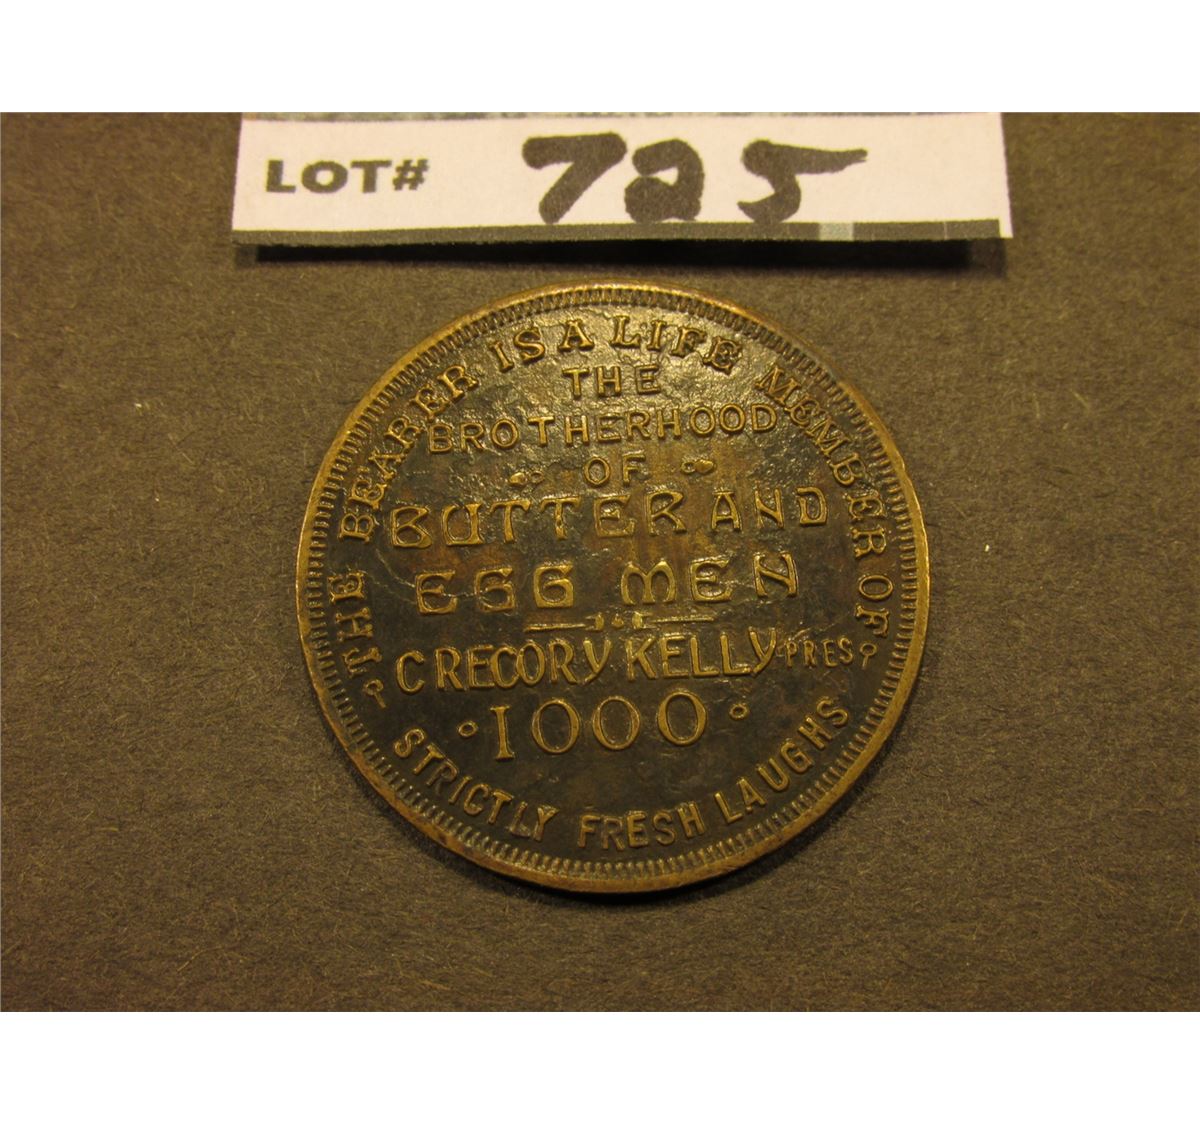 LOT# 725
THE BEARER IS A LIFE MEMBER OF
THE
BROTHERHOOD
OF
BUTTER AND
EGG MEN
CRECORY KELLY PRES
1000
STRICTLY FRESH LAUGHS